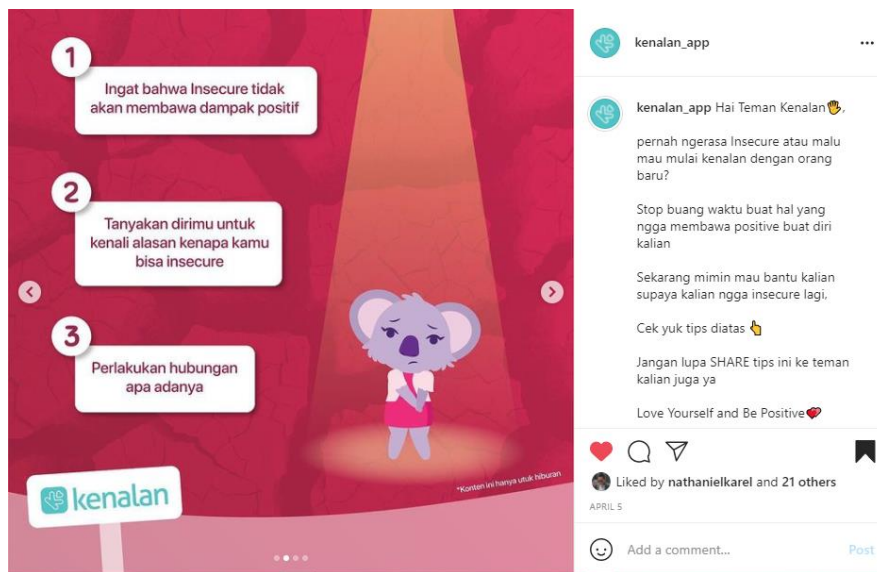 1
Ingat bahwa Insecure tidak
akan membawa dampak positif
2
Tanyakan dirimu untuk
kenali alasan kenapa kamu
bisa insecure
3
Perlakukan hubungan
apa adanya
kenalan
*Konten ini hanya utuk hiburan
kenalan_app
kenalan_app Hai Teman Kenalan🖐,
pernah ngerasa Insecure atau malu
mau mulai kenalan dengan orang
baru?
Stop buang waktu buat hal yang
ngga membawa positive buat diri
kalian
Sekarang mimin mau bantu kalian
supaya kalian ngga insecure lagi,
Cek yuk tips diatas 👆
Jangan lupa SHARE tips ini ke teman
kalian juga ya
Love Yourself and Be Positive💕
Liked by nathanielkarel and 21 others
APRIL 5
Add a comment...
Post